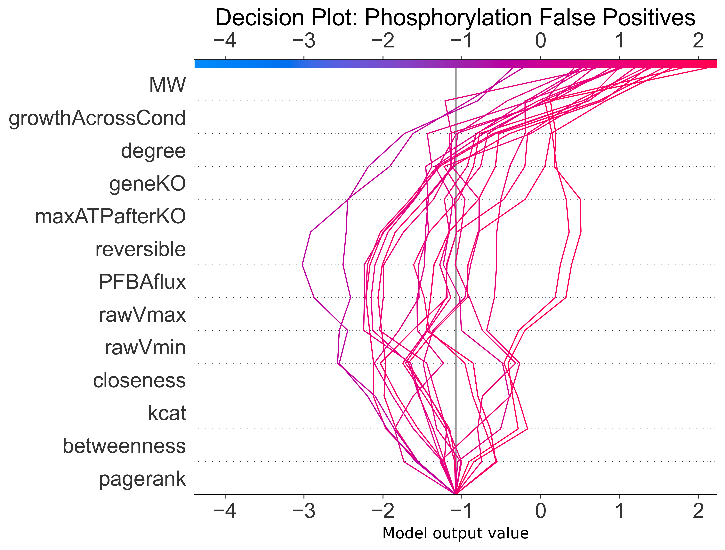 Decision Plot: Phosphorylation False Positives
−4 −3 −2 −1 0 1 2
MW
growthAcrossCond
degree
geneKO
maxATPafterKO
reversible
PFBAflux
rawVmax
rawVmin
closeness
kcat
betweenness
pagerank
−4 −3 −2 −1 0 1 2
Model output value